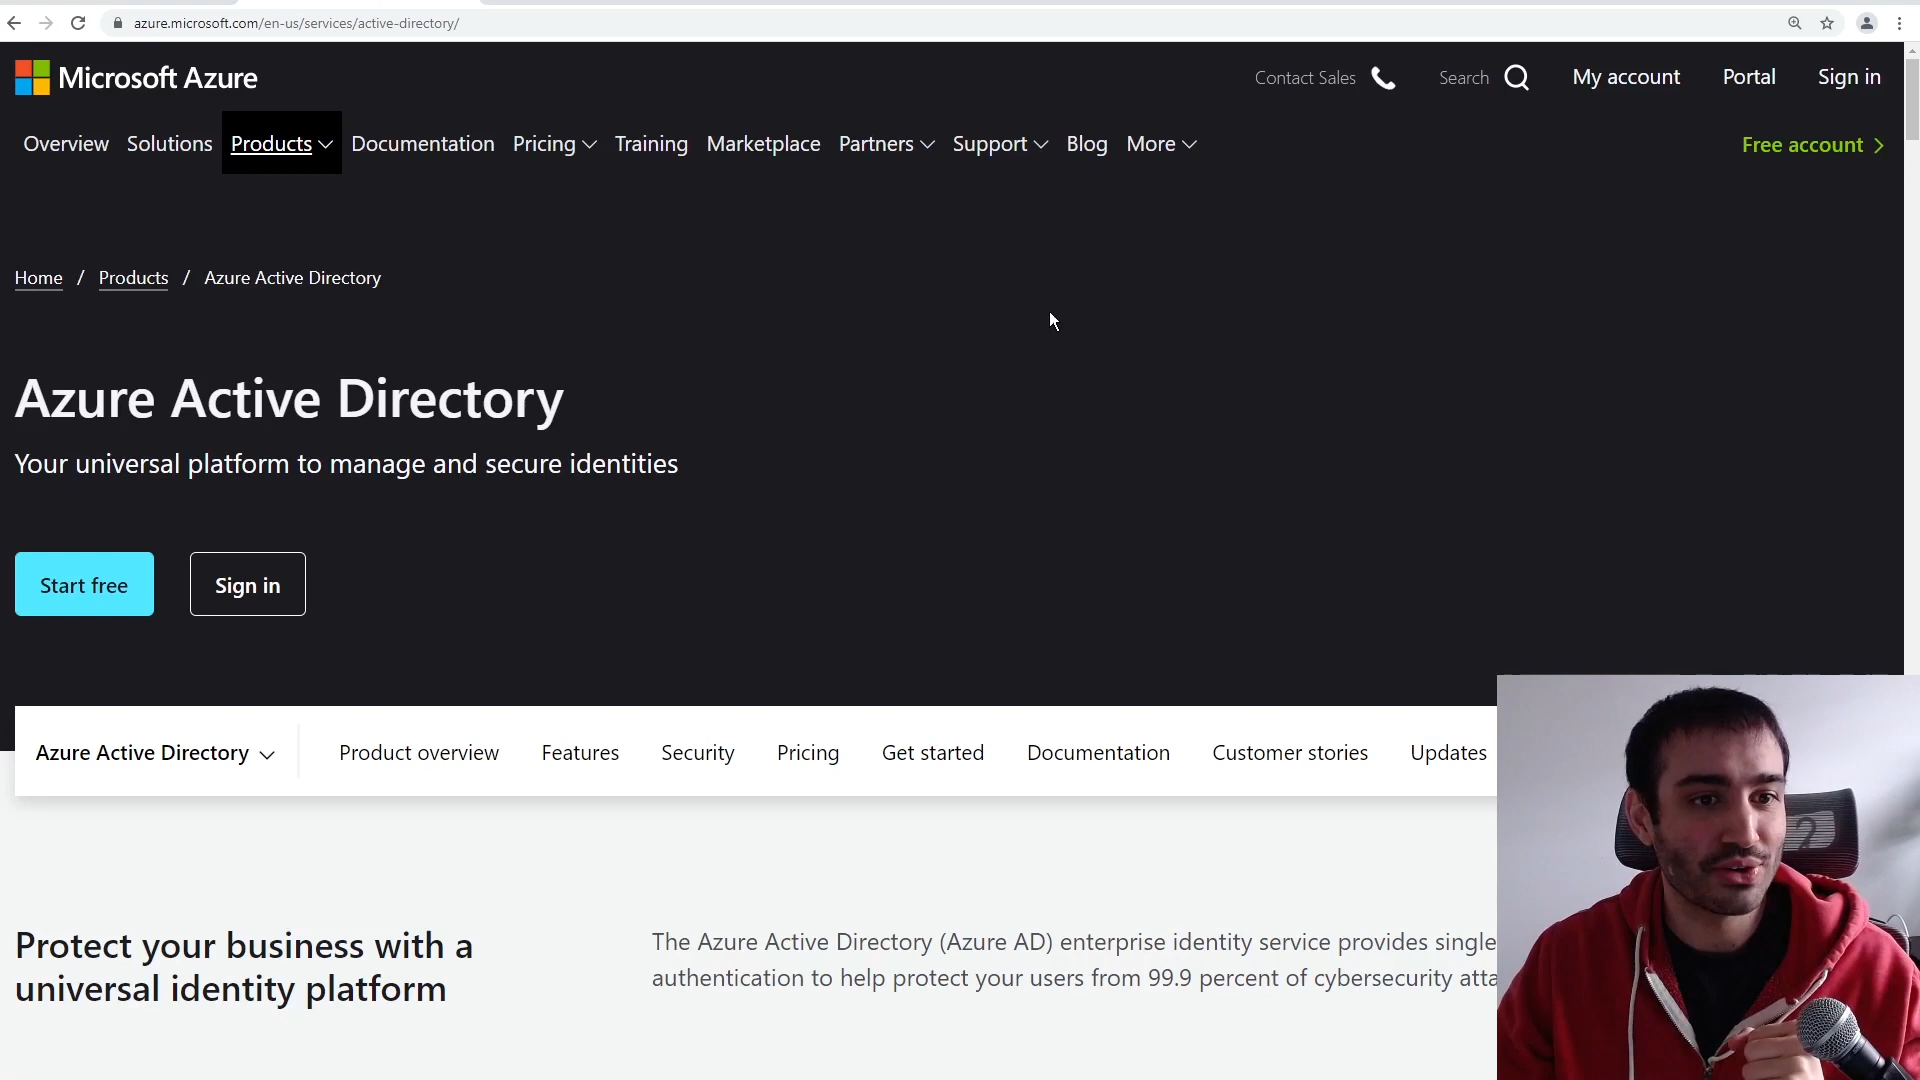 azure.microsoft.com/en-us/services/active-directory/
Microsoft Azure
Contact Sales
Search
My account
Portal
Sign in
Overview
Solutions
Products
Documentation
Pricing
Training
Marketplace
Partners
Support
Blog
More
Free account
Home / Products / Azure Active Directory
Azure Active Directory
Your universal platform to manage and secure identities
Start free
Sign in
Azure Active Directory
Product overview
Features
Security
Pricing
Get started
Documentation
Customer stories
Updates
Protect your business with a
universal identity platform
The Azure Active Directory (Azure AD) enterprise identity service provides single
authentication to help protect your users from 99.9 percent of cybersecurity atta